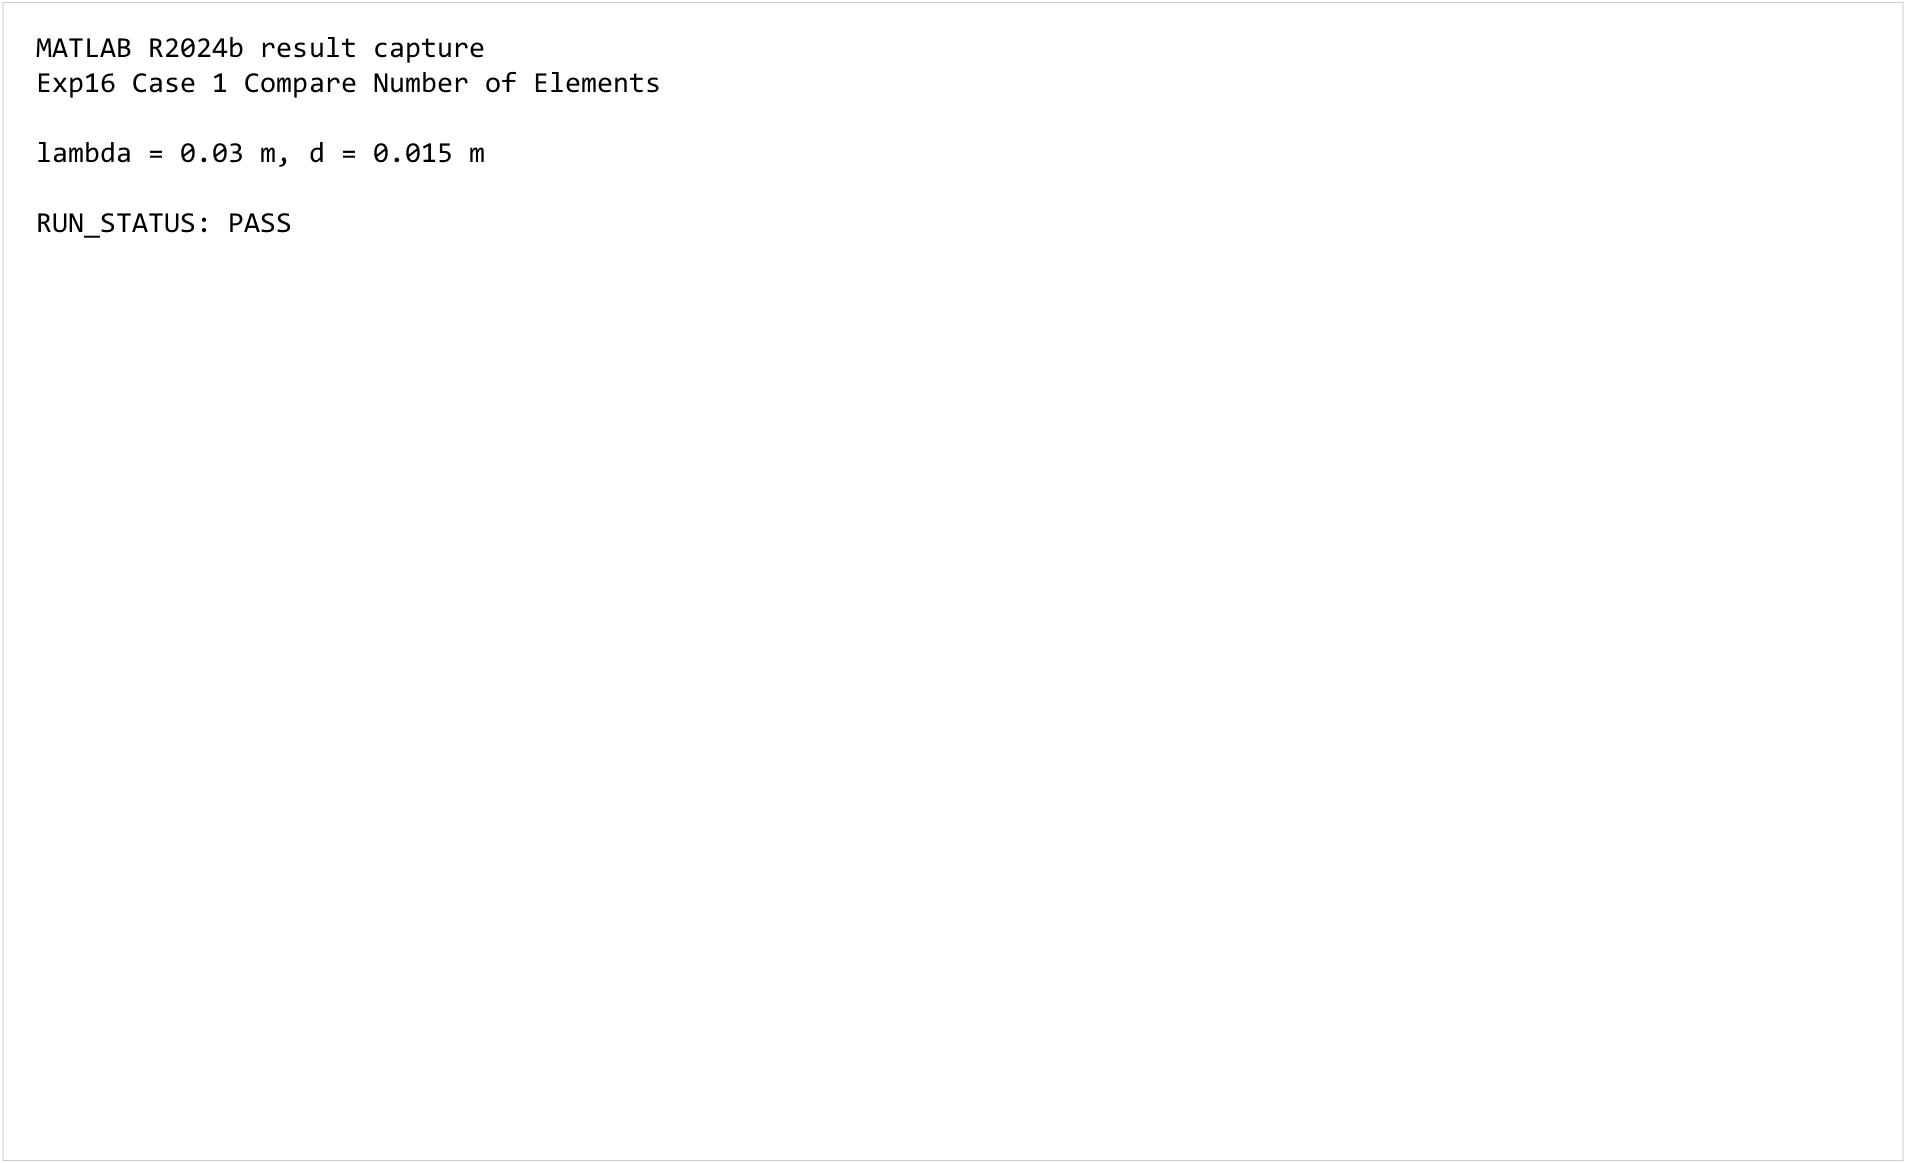 MATLAB R2024b result capture
Exp16 Case 1 Compare Number of Elements
lambda = 0.03 m, d = 0.015 m
RUN_STATUS: PASS